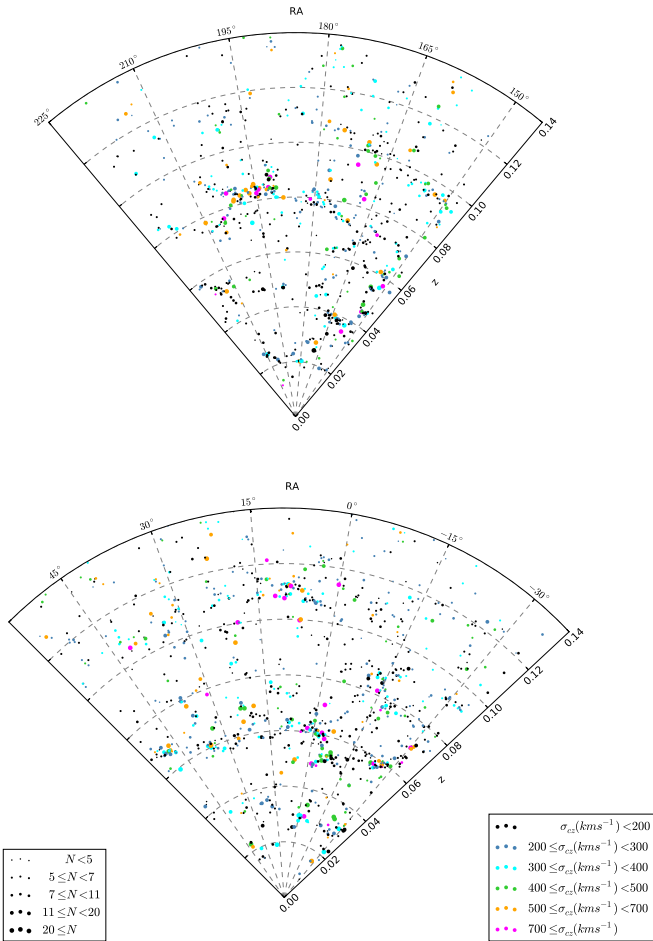 RA
180°
195°
165°
210°
150°
225°
0.14
0.12
0.10
0.08
z
0.06
0.04
0.02
0.00
RA
15°
0°
30°
−15°
45°
−30°
0.14
0.12
0.10
0.08
z
0.06
0.04
0.02
0.00
N<5
5≤N<7
7≤N<11
11≤N<20
20≤N
σcz(kms⁻¹)<200
200≤σcz(kms⁻¹)<300
300≤σcz(kms⁻¹)<400
400≤σcz(kms⁻¹)<500
500≤σcz(kms⁻¹)<700
700≤σcz(kms⁻¹)